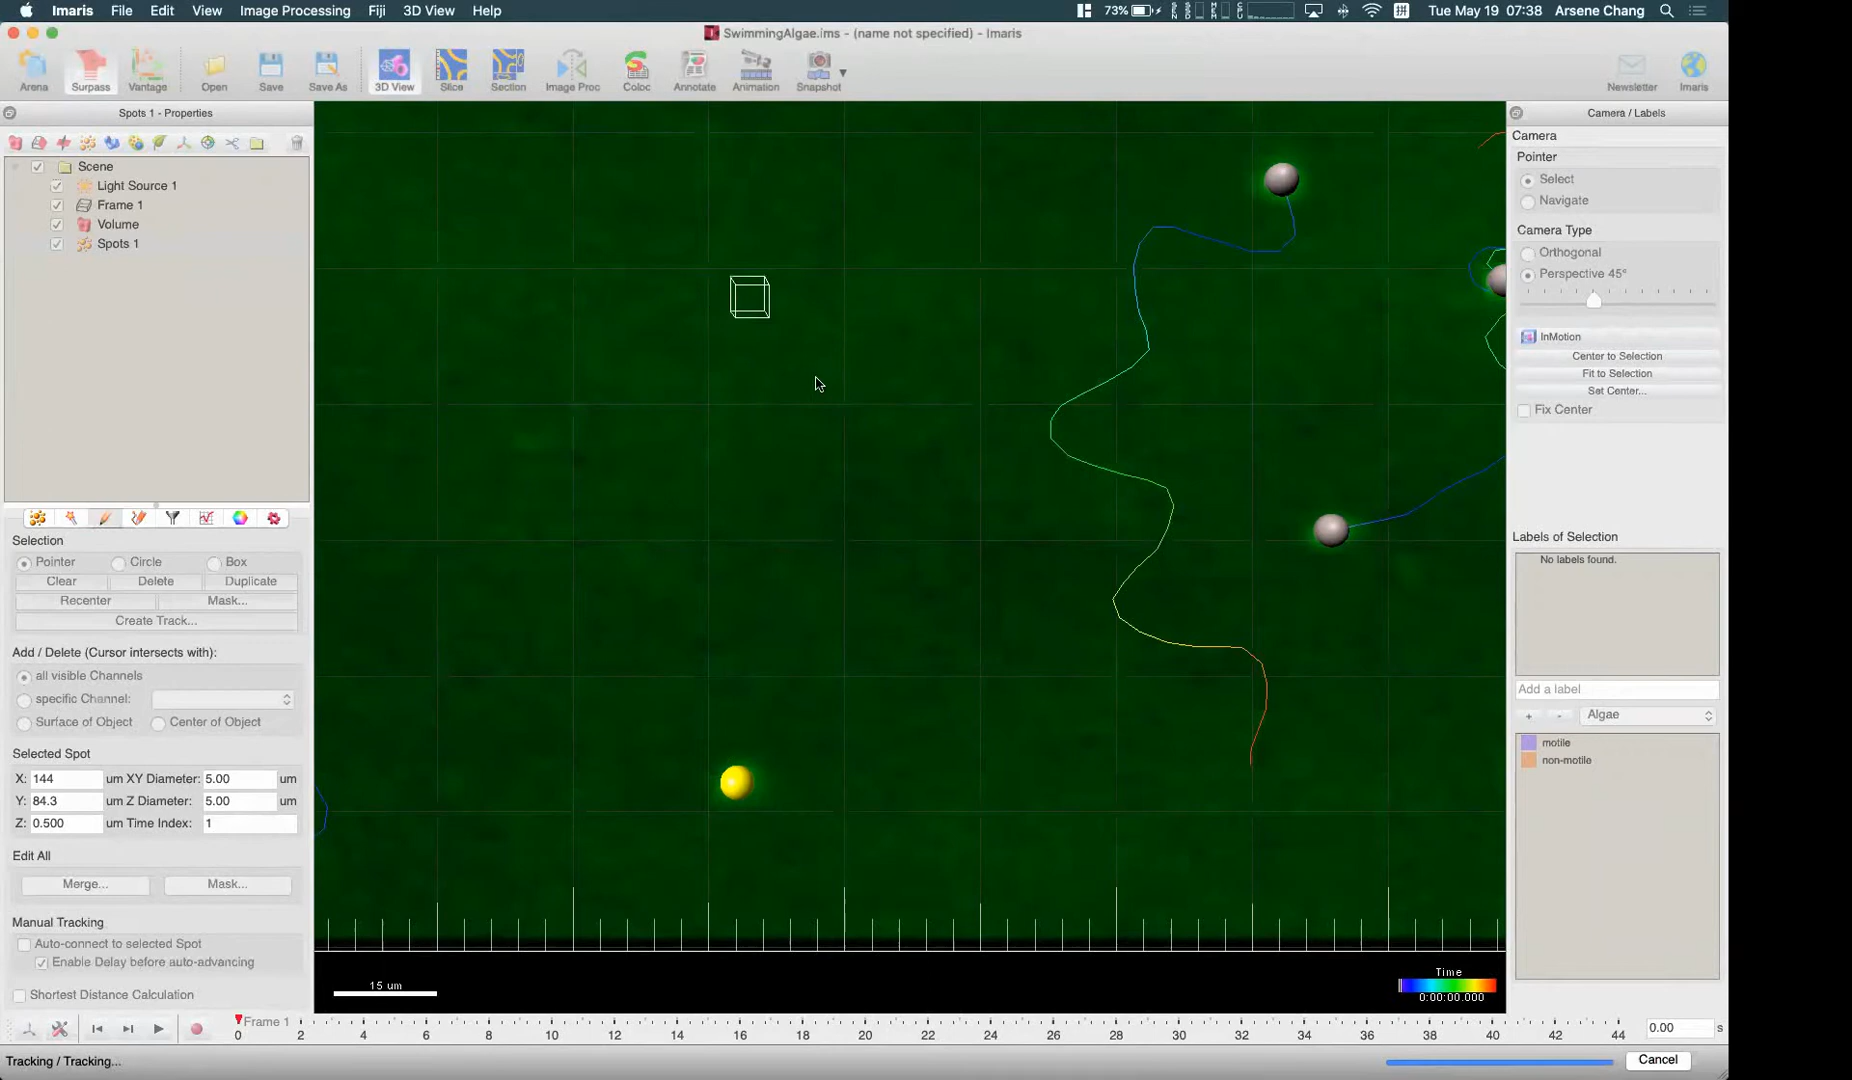 Imaris File Edit View Image Processing Fiji 3D View Help 73% Tue May 19 07:38 Arsene Chang
SwimmingAlgae.ims - (name not specified) - Imaris
Arena Surpass Vantage Open Save Save As 3D View Slice Section Image Proc Coloc Annotate Animation Snapshot Newsletter Imaris
Spots 1 - Properties
Scene
Light Source 1
Frame 1
Volume
Spots 1
Selection
Pointer Circle Box
Clear Delete Duplicate
Recenter Mask...
Create Track...
Add / Delete (Cursor intersects with):
all visible Channels
specific Channel:
Surface of Object Center of Object
Selected Spot
X: 144 um XY Diameter: 5.00 um
Y: 84.3 um Z Diameter: 5.00 um
Z: 0.500 um Time Index: 1
Edit All
Merge... Mask...
Manual Tracking
Auto-connect to selected Spot
Enable Delay before auto-advancing
Shortest Distance Calculation
15 um
Time
0:00:00.000
Camera / Labels
Camera
Pointer
Select
Navigate
Camera Type
Orthogonal
Perspective 45°
InMotion
Center to Selection
Fit to Selection
Set Center...
Fix Center
Labels of Selection
No labels found.
Add a label
+ - Algae
motile
non-motile
Frame 1
0 2 4 6 8 10 12 14 16 18 20 22 24 26 28 30 32 34 36 38 40 42 44 0.00 s
Tracking / Tracking... Cancel